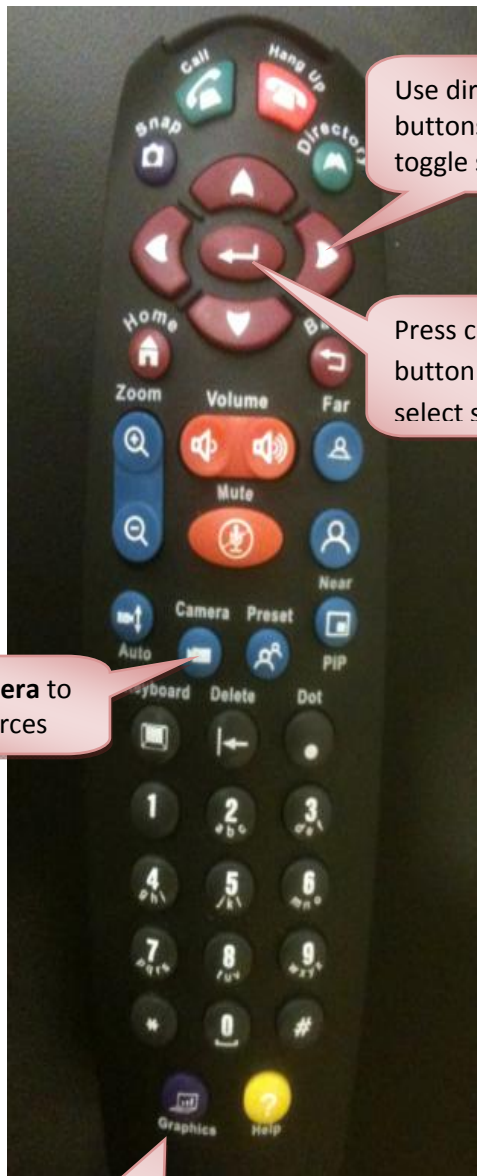 Call
Hang Up
Snap
Directory
Use
buttons
toggle
Home
Press
button
select
Zoom
Volume
Far
Mute
Near
Camera Preset
Auto
PIP
era to
Delete
Dot
1
2
abc
3
def
4
ghi
5
jkl
6
mno
7
pqrs
8
tuv
9
wxyz
*
0
#
Graphics
?
Help